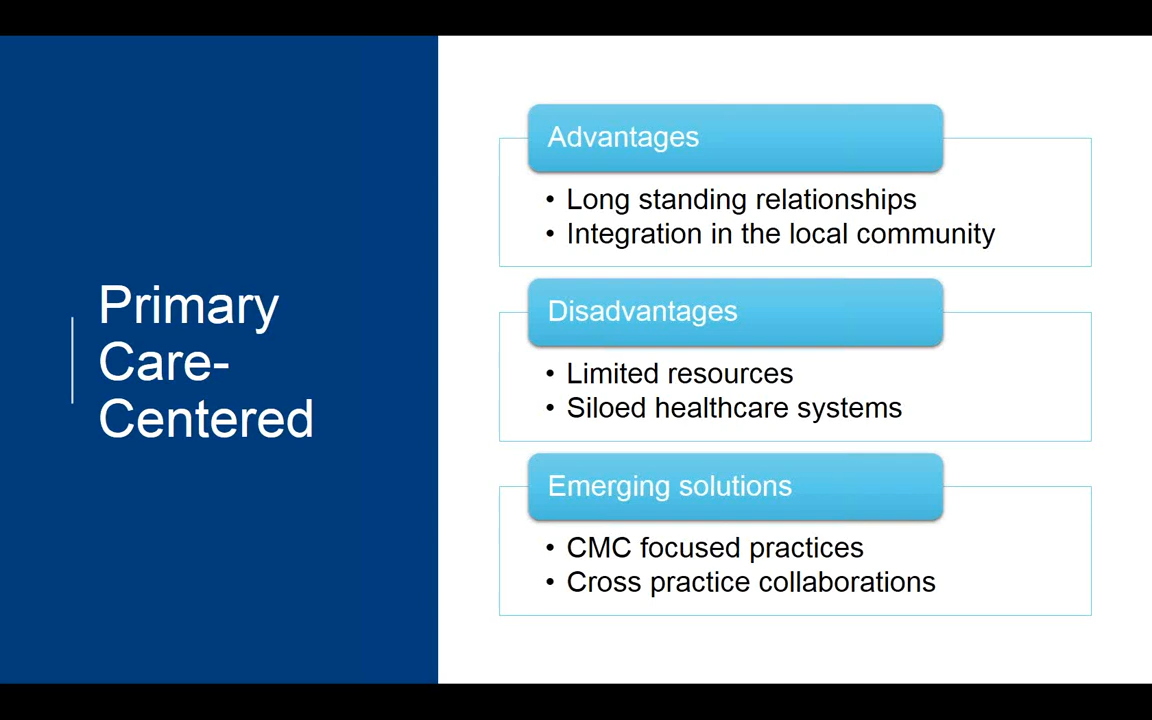 Primary
Care-
Centered
Advantages
• Long standing relationships
• Integration in the local community
Disadvantages
• Limited resources
• Siloed healthcare systems
Emerging solutions
• CMC focused practices
• Cross practice collaborations